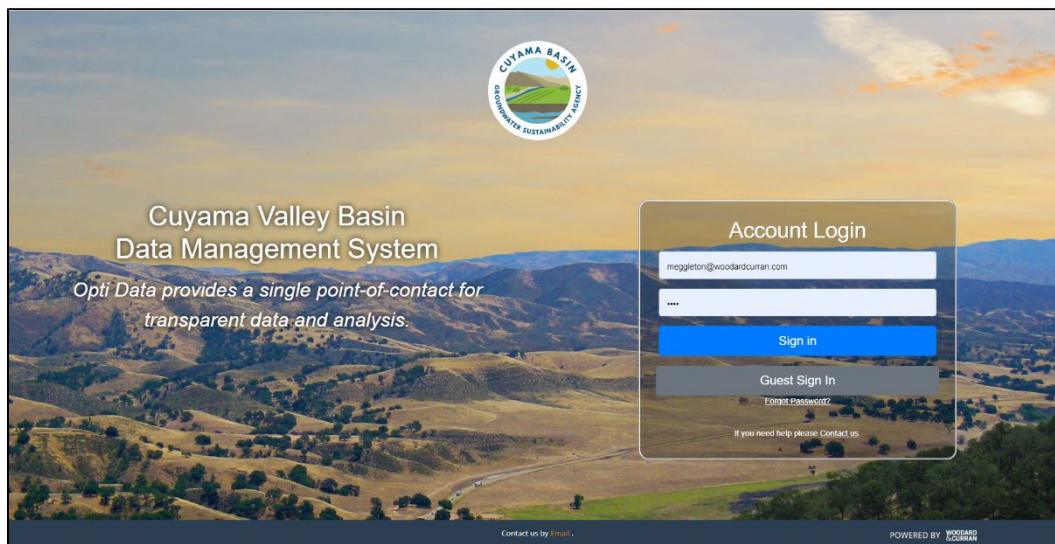 CUYAMA BASIN
GROUNDWATER SUSTAINABILITY AGENCY
Cuyama Valley Basin
Data Management System
Opti Data provides a single point-of-contact for
transparent data and analysis.
Account Login
meggleton@woodardcurran.com
••••
Sign in
Guest Sign In
Forgot Password?
If you need help please Contact us.
Contact us by Email .
POWERED BY WOODARD
&CURRAN